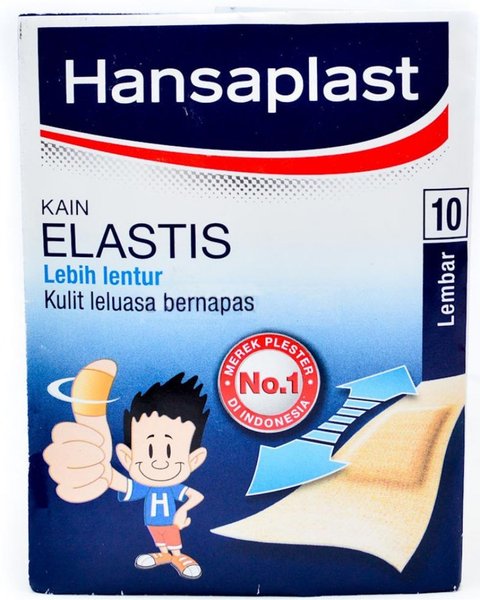 Hansaplast
KAIN
ELASTIS
Lebih lentur
Kulit leluasa bernapas
10
Lembar
MEREK PLESTER
No.1
DI INDONESIA
H